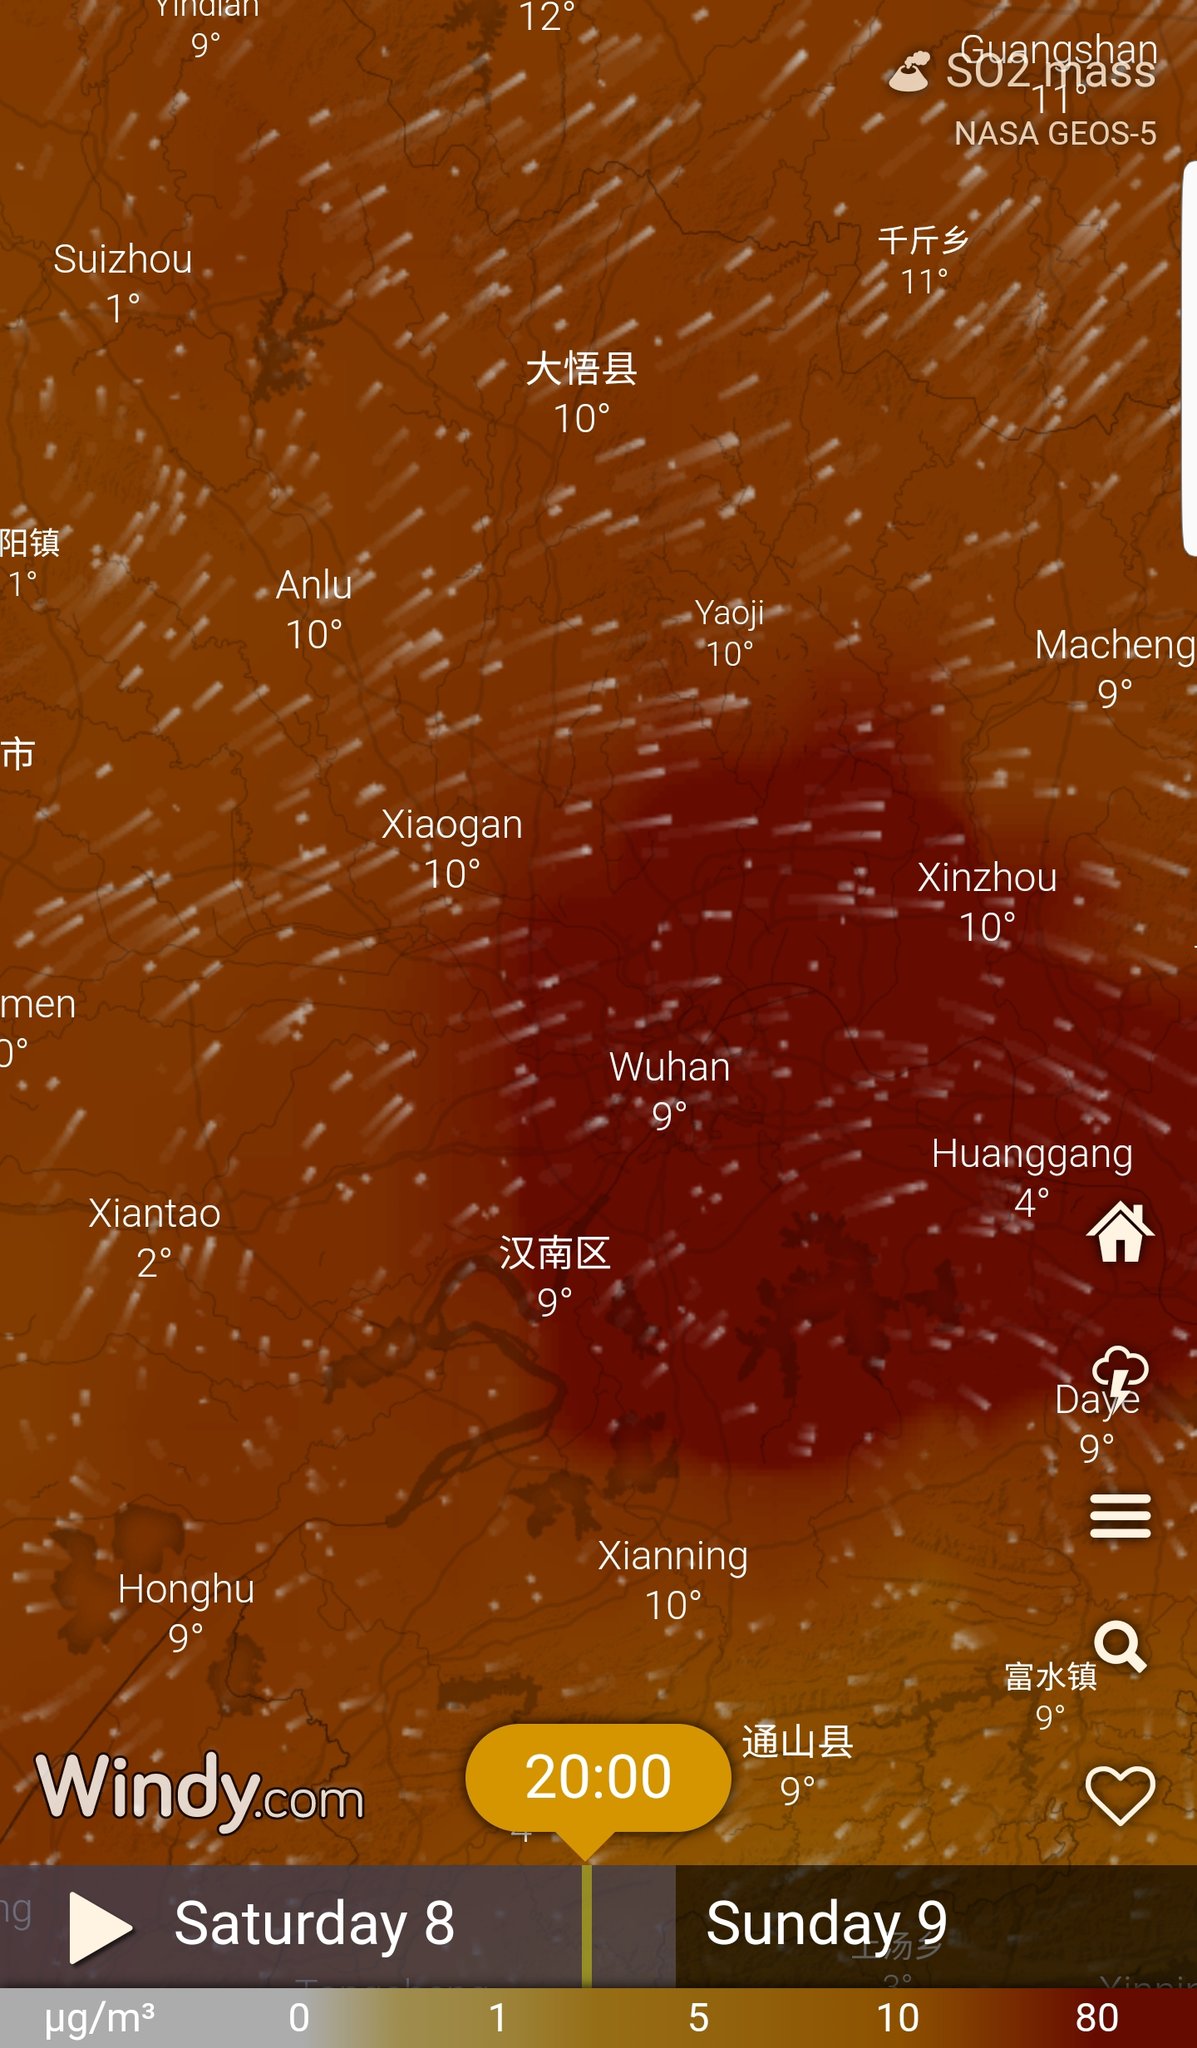 Yindian
9°
12°
Guangshan
11°
SO2 mass
NASA GEOS-5
千斤乡
11°
Suizhou
1°
大悟县
10°
阳镇
1°
Anlu
10°
Yaoji
10°
Macheng
9°
市
Xiaogan
10°
Xinzhou
10°
men
0°
Wuhan
9°
Huanggang
4°
Xiantao
2°
汉南区
9°
Daye
9°
Xianning
10°
Honghu
9°
富水镇
9°
通山县
9°
Windy.com
20:00
4
ng
Saturday 8
Sunday 9
3°
µg/m³ 0 1 5 10 80